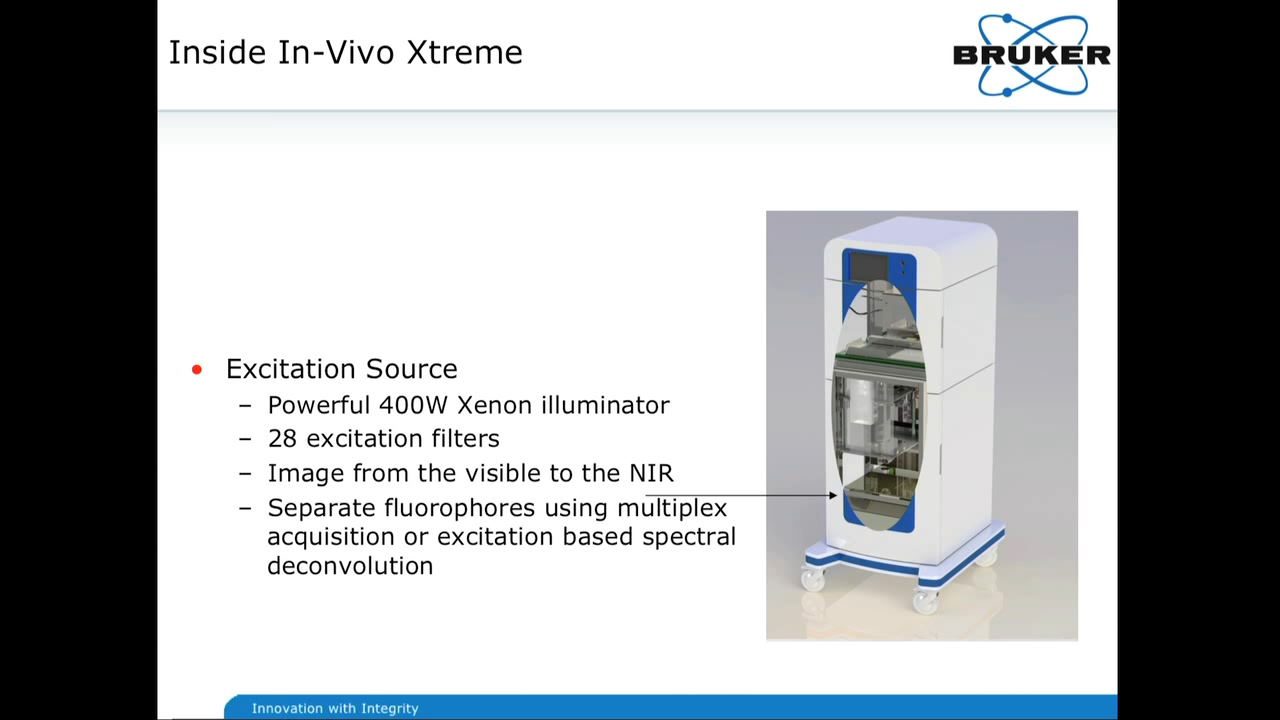 Inside In-Vivo Xtreme
BRUKER
• Excitation Source
– Powerful 400W Xenon illuminator
– 28 excitation filters
– Image from the visible to the NIR
– Separate fluorophores using multiplex
acquisition or excitation based spectral
deconvolution
Innovation with Integrity